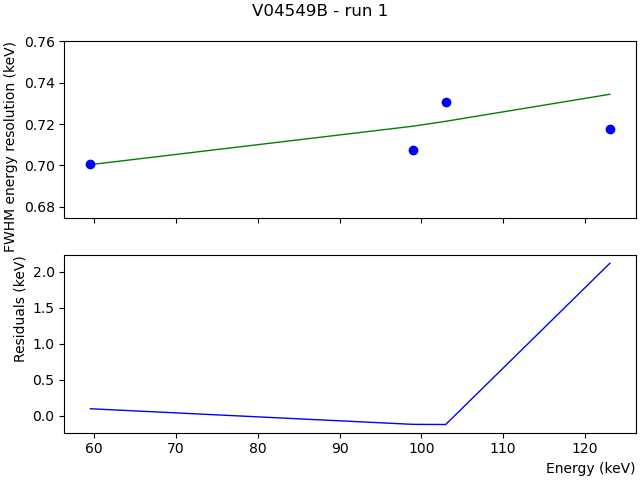 V04549B - run 1
FWHM energy resolution (keV)
0.76
0.74
0.72
0.70
0.68
Residuals (keV)
2.0
1.5
1.0
0.5
0.0
60 70 80 90 100 110 120
Energy (keV)